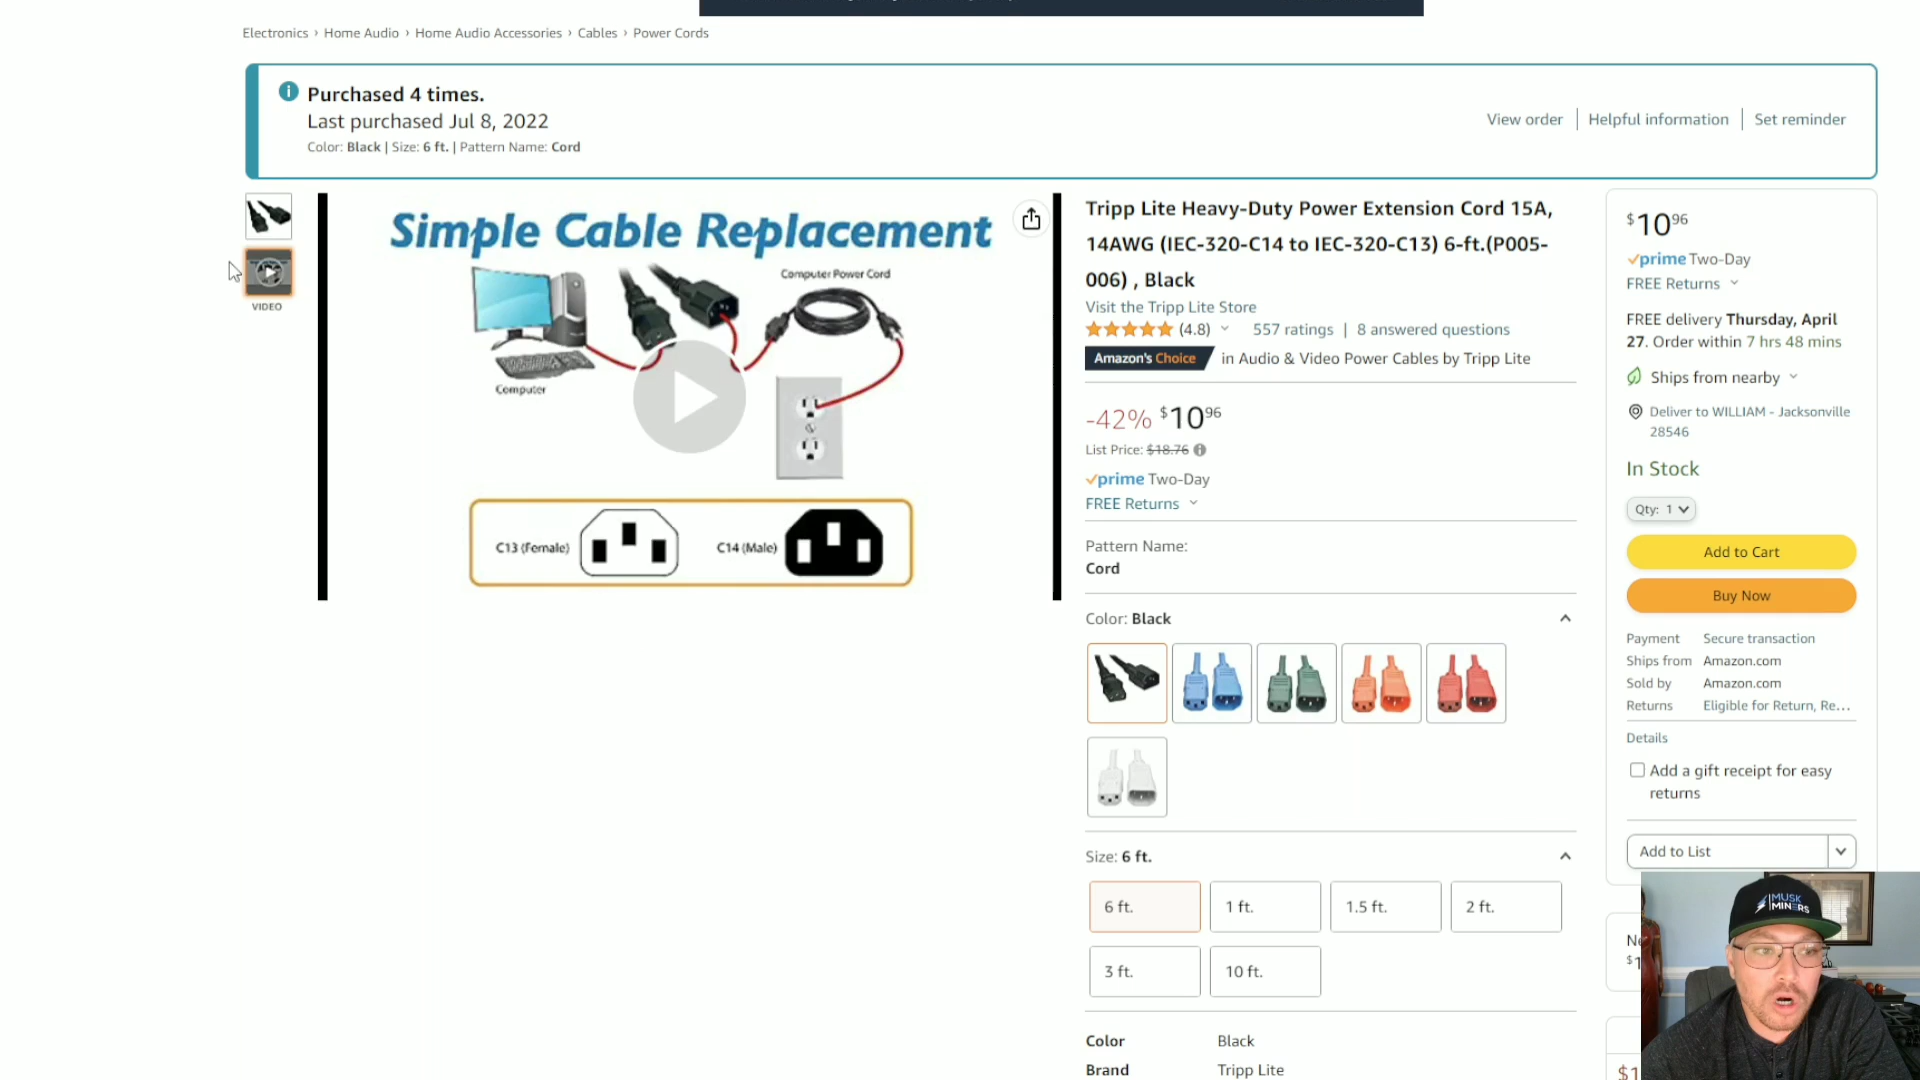 Electronics › Home Audio › Home Audio Accessories › Cables › Power Cords
Purchased 4 times.
Last purchased Jul 8, 2022
Color: Black | Size: 6 ft. | Pattern Name: Cord
View order | Helpful information | Set reminder
VIDEO
Simple Cable Replacement
Computer Power Cord
Computer
C13 (Female)
C14 (Male)
Tripp Lite Heavy-Duty Power Extension Cord 15A,
14AWG (IEC-320-C14 to IEC-320-C13) 6-ft.(P005-
006) , Black
Visit the Tripp Lite Store
(4.8) 557 ratings | 8 answered questions
Amazon's Choice in Audio & Video Power Cables by Tripp Lite
-42% $1096
List Price: $18.76
prime Two-Day
FREE Returns
Pattern Name:
Cord
Color: Black
Size: 6 ft.
6 ft.
1 ft.
1.5 ft.
2 ft.
3 ft.
10 ft.
Color Black
Brand Tripp Lite
$1096
prime Two-Day
FREE Returns
FREE delivery Thursday, April
27. Order within 7 hrs 48 mins
Ships from nearby
Deliver to WILLIAM - Jacksonville
28546
In Stock
Qty: 1
Add to Cart
Buy Now
Payment Secure transaction
Ships from Amazon.com
Sold by Amazon.com
Returns Eligible for Return, Re...
Details
Add a gift receipt for easy
returns
Add to List
MUSK
MINERS